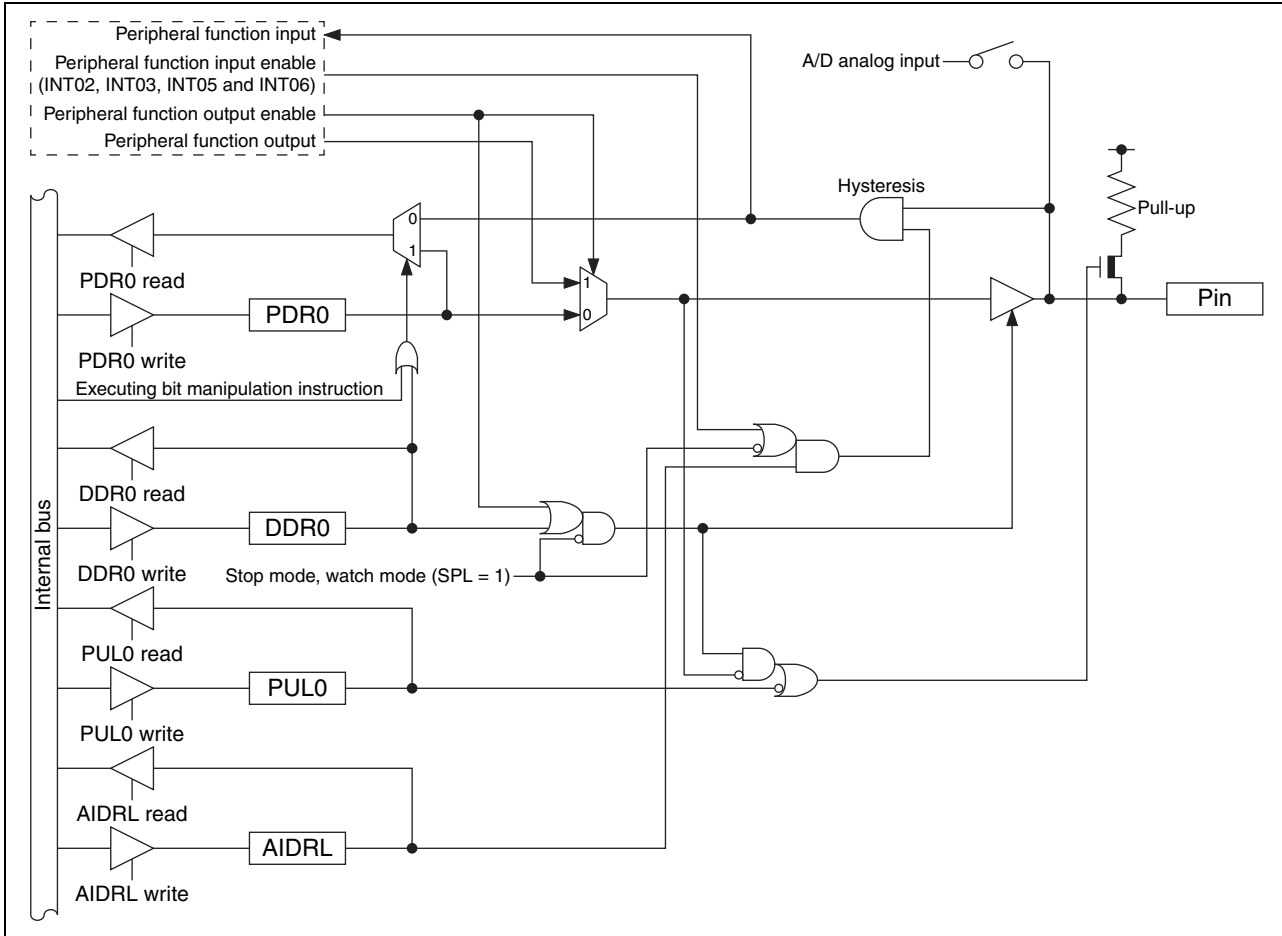 Peripheral function input
Peripheral function input enable
(INT02, INT03, INT05 and INT06)
Peripheral function output enable
Peripheral function output
A/D analog input
Hysteresis
Pull-up
0
1
1
0
PDR0 read
PDR0
Pin
PDR0 write
Executing bit manipulation instruction
DDR0 read
DDR0
DDR0 write
Stop mode, watch mode (SPL = 1)
Internal bus
PUL0 read
PUL0
PUL0 write
AIDRL read
AIDRL
AIDRL write